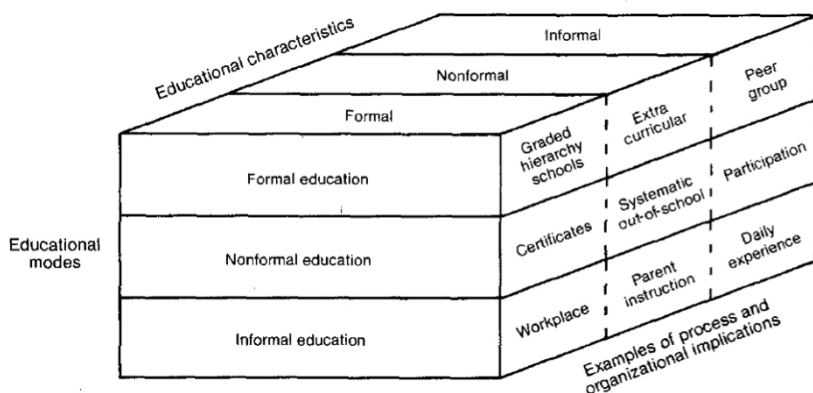 Educational characteristics
Informal
Nonformal
Formal
Educational
modes
Formal education
Nonformal education
Informal education
Graded
hierarchy
schools
Extra
curricular
Peer
group
Certificates
Systematic
out-of-school
Participation
Workplace
Parent
instruction
Daily
experience
Examples of process and
organizational implications